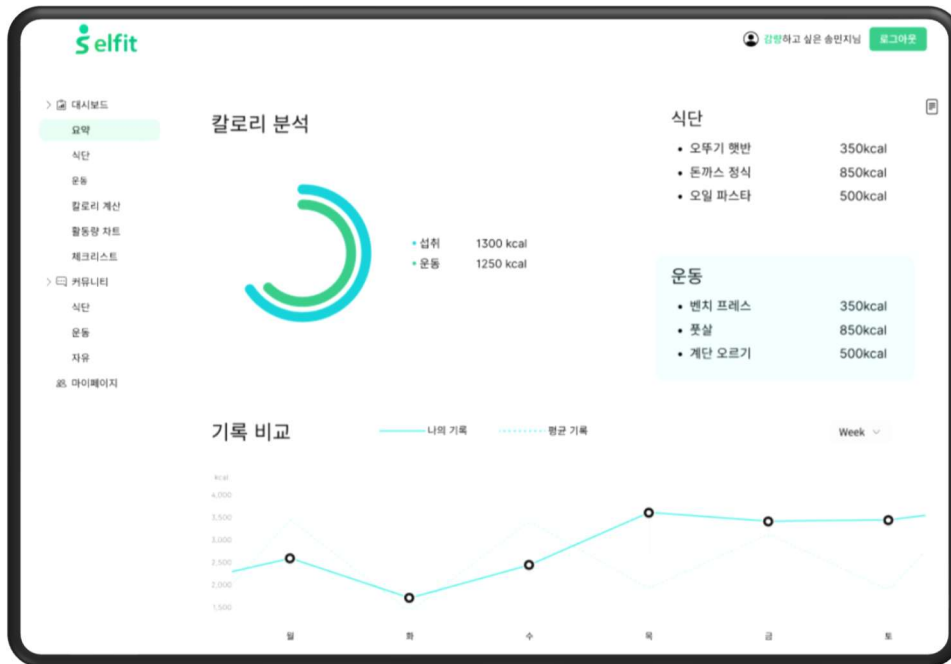 Selfit
감량하고 싶은 송민지님
로그아웃
대시보드
요약
식단
운동
칼로리 계산
활동량 차트
체크리스트
커뮤니티
식단
운동
자유
마이페이지
칼로리 분석
섭취 1300 kcal
운동 1250 kcal
식단
• 오뚜기 햇반 350kcal
• 돈까스 정식 850kcal
• 오일 파스타 500kcal
운동
• 벤치 프레스 350kcal
• 풋살 850kcal
• 계단 오르기 500kcal
기록 비교
나의 기록
평균 기록
Week
kcal
4,000
3,500
3,000
2,500
2,000
1,500
월 화 수 목 금 토